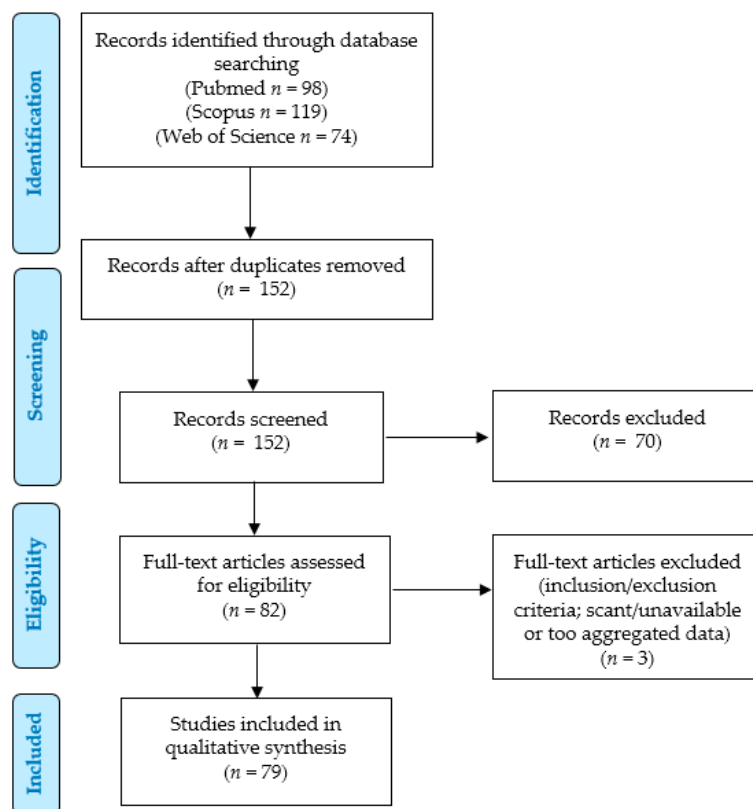 Identification
Records identified through database
searching
(Pubmed n = 98)
(Scopus n = 119)
(Web of Science n = 74)
Records after duplicates removed
(n = 152)
Screening
Records screened
(n = 152)
Records excluded
(n = 70)
Eligibility
Full-text articles assessed
for eligibility
(n = 82)
Full-text articles excluded
(inclusion/exclusion
criteria; scant/unavailable
or too aggregated data)
(n = 3)
Included
Studies included in
qualitative synthesis
(n = 79)